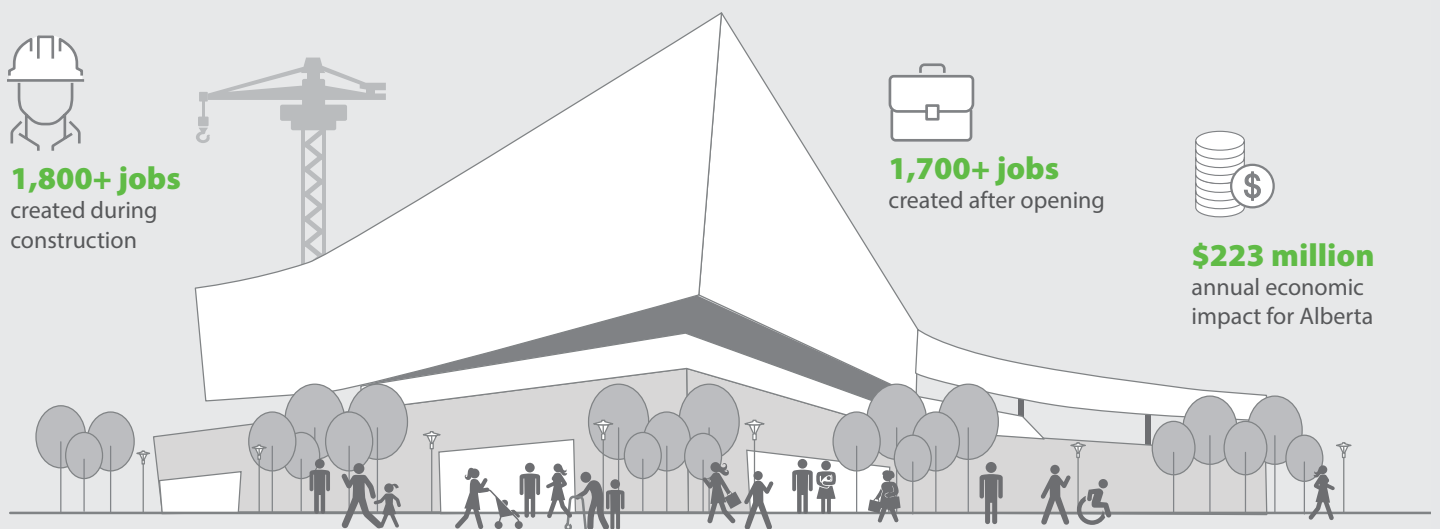 1,800+ jobs
created during
construction
1,700+ jobs
created after opening
$
$223 million
annual economic
impact for Alberta